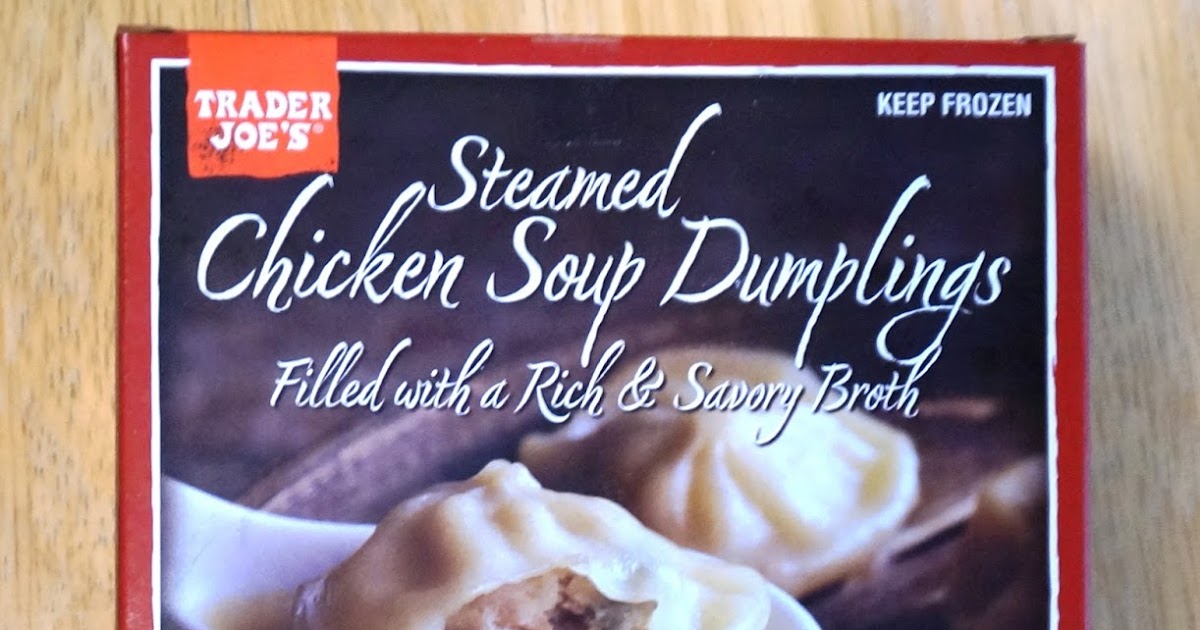 TRADER
JOE'S®
KEEP FROZEN
Steamed
Chicken Soup Dumplings
Filled with a Rich & Savory Broth